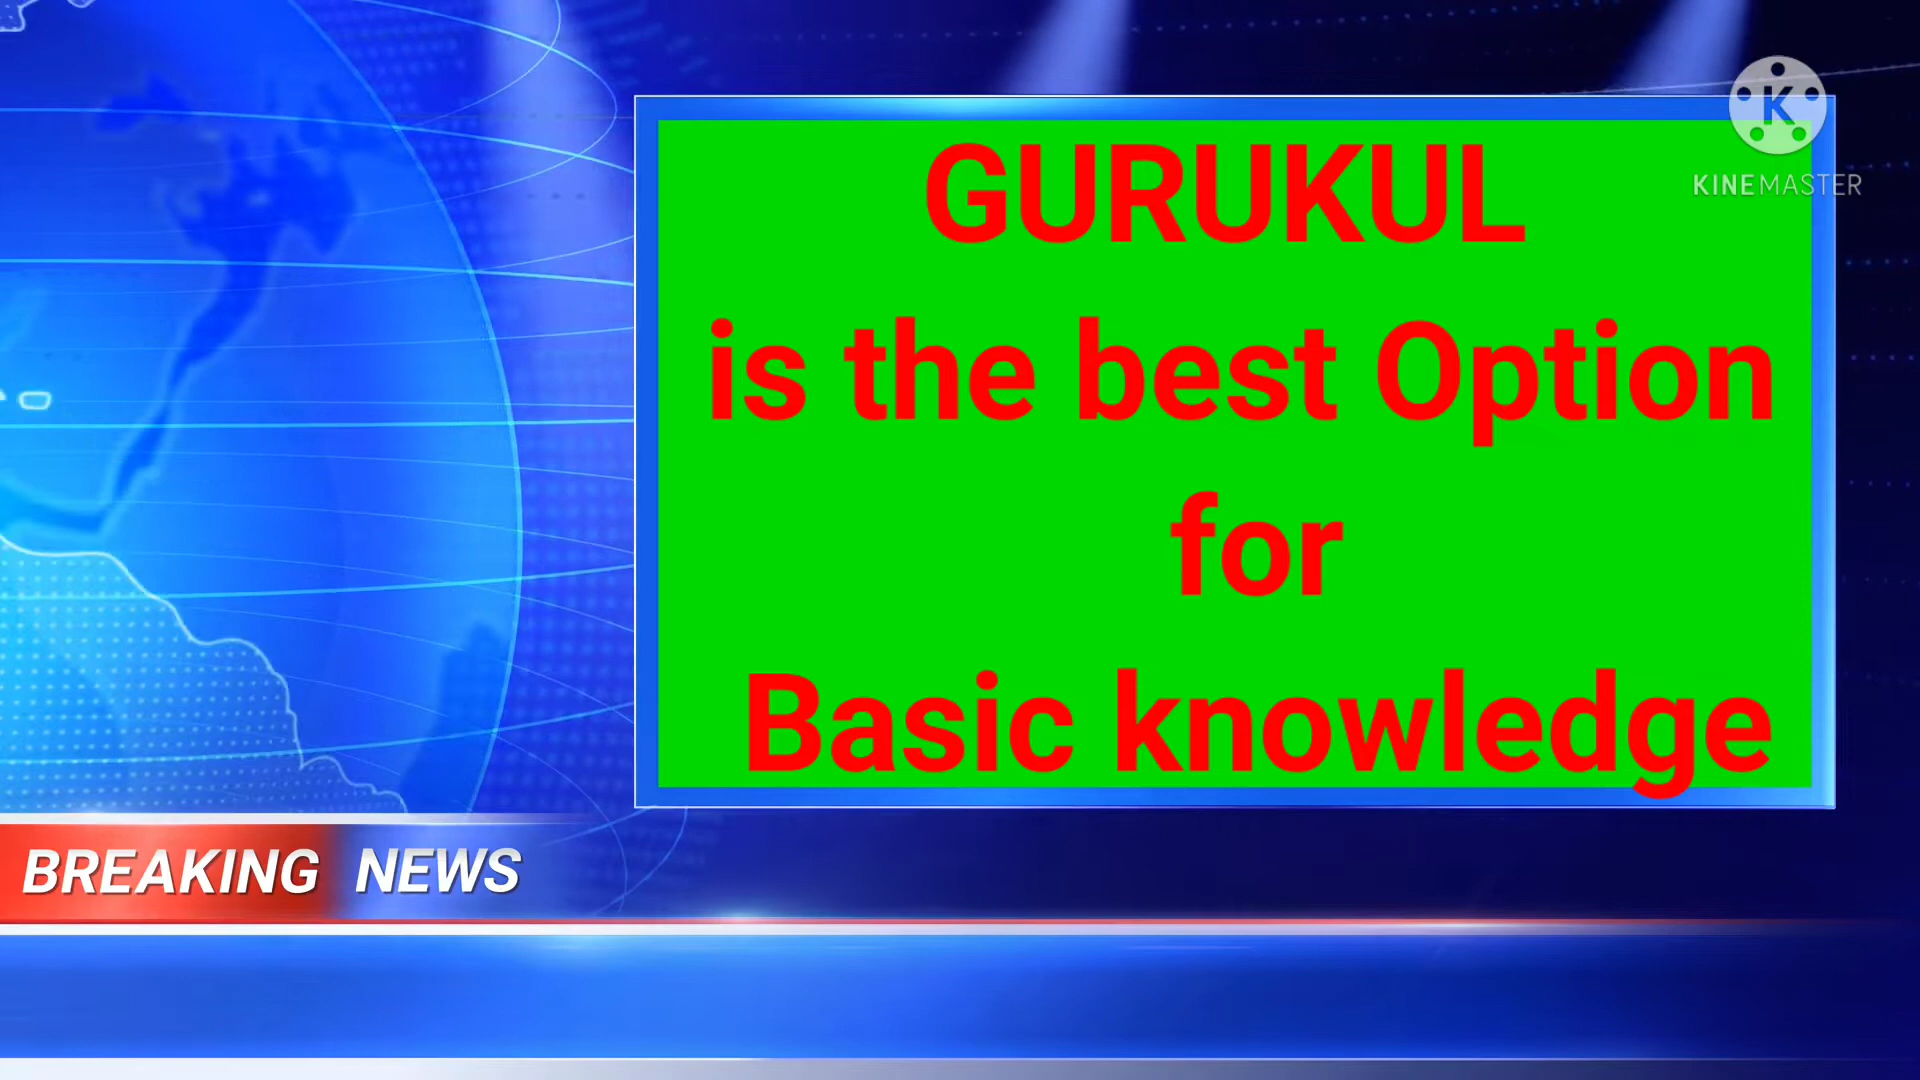 GURUKUL
is the best Option
for
Basic knowledge
K
KINEMASTER
BREAKING NEWS